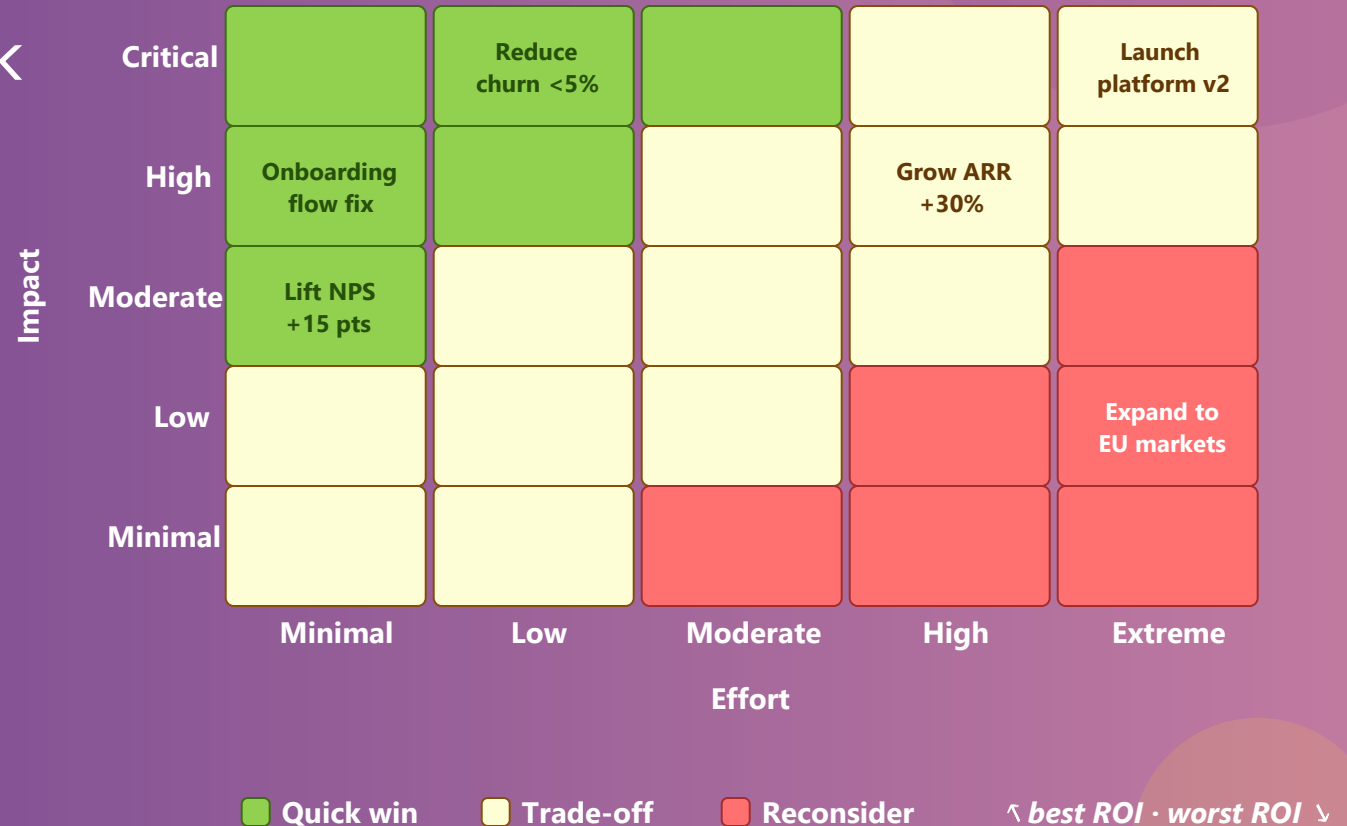 Critical
Reduce
churn <5%
Launch
platform v2
High
Onboarding
flow fix
Grow ARR
+30%
Impact
Moderate
Lift NPS
+15 pts
Low
Expand to
EU markets
Minimal
Minimal
Low
Moderate
High
Extreme
Effort
Quick win
Trade-off
Reconsider
↖ best ROI · worst ROI ↘